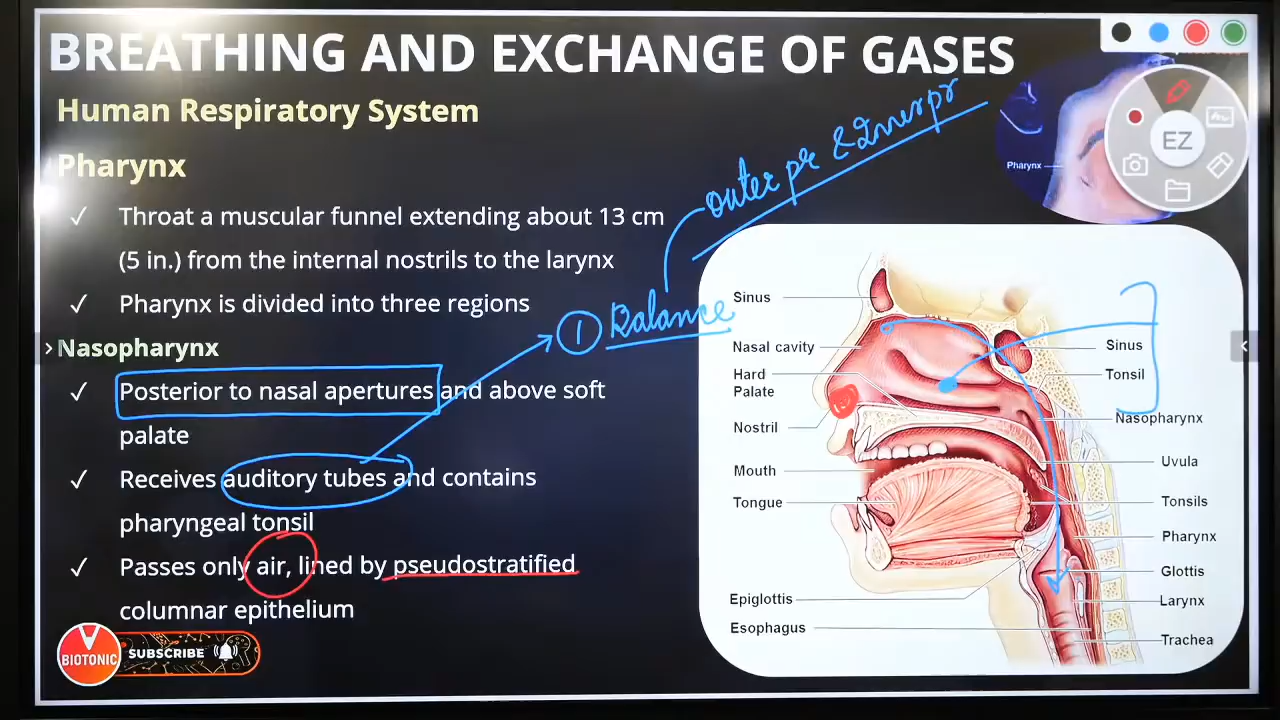 BREATHING AND EXCHANGE OF GASES
Human Respiratory System
Pharynx
✓ Throat a muscular funnel extending about 13 cm
(5 in.) from the internal nostrils to the larynx
✓ Pharynx is divided into three regions
Nasopharynx
✓ Posterior to nasal apertures and above soft
palate
✓ Receives auditory tubes and contains
pharyngeal tonsil
✓ Passes only air, lined by pseudostratified
columnar epithelium
① Balance
outer pr & Inner pr
Pharynx
EZ
Sinus
Nasal cavity
Hard
Palate
Nostril
Mouth
Tongue
Epiglottis
Esophagus
Sinus
Tonsil
Nasopharynx
Uvula
Tonsils
Pharynx
Glottis
Larynx
Trachea
BIOTONIC
SUBSCRIBE